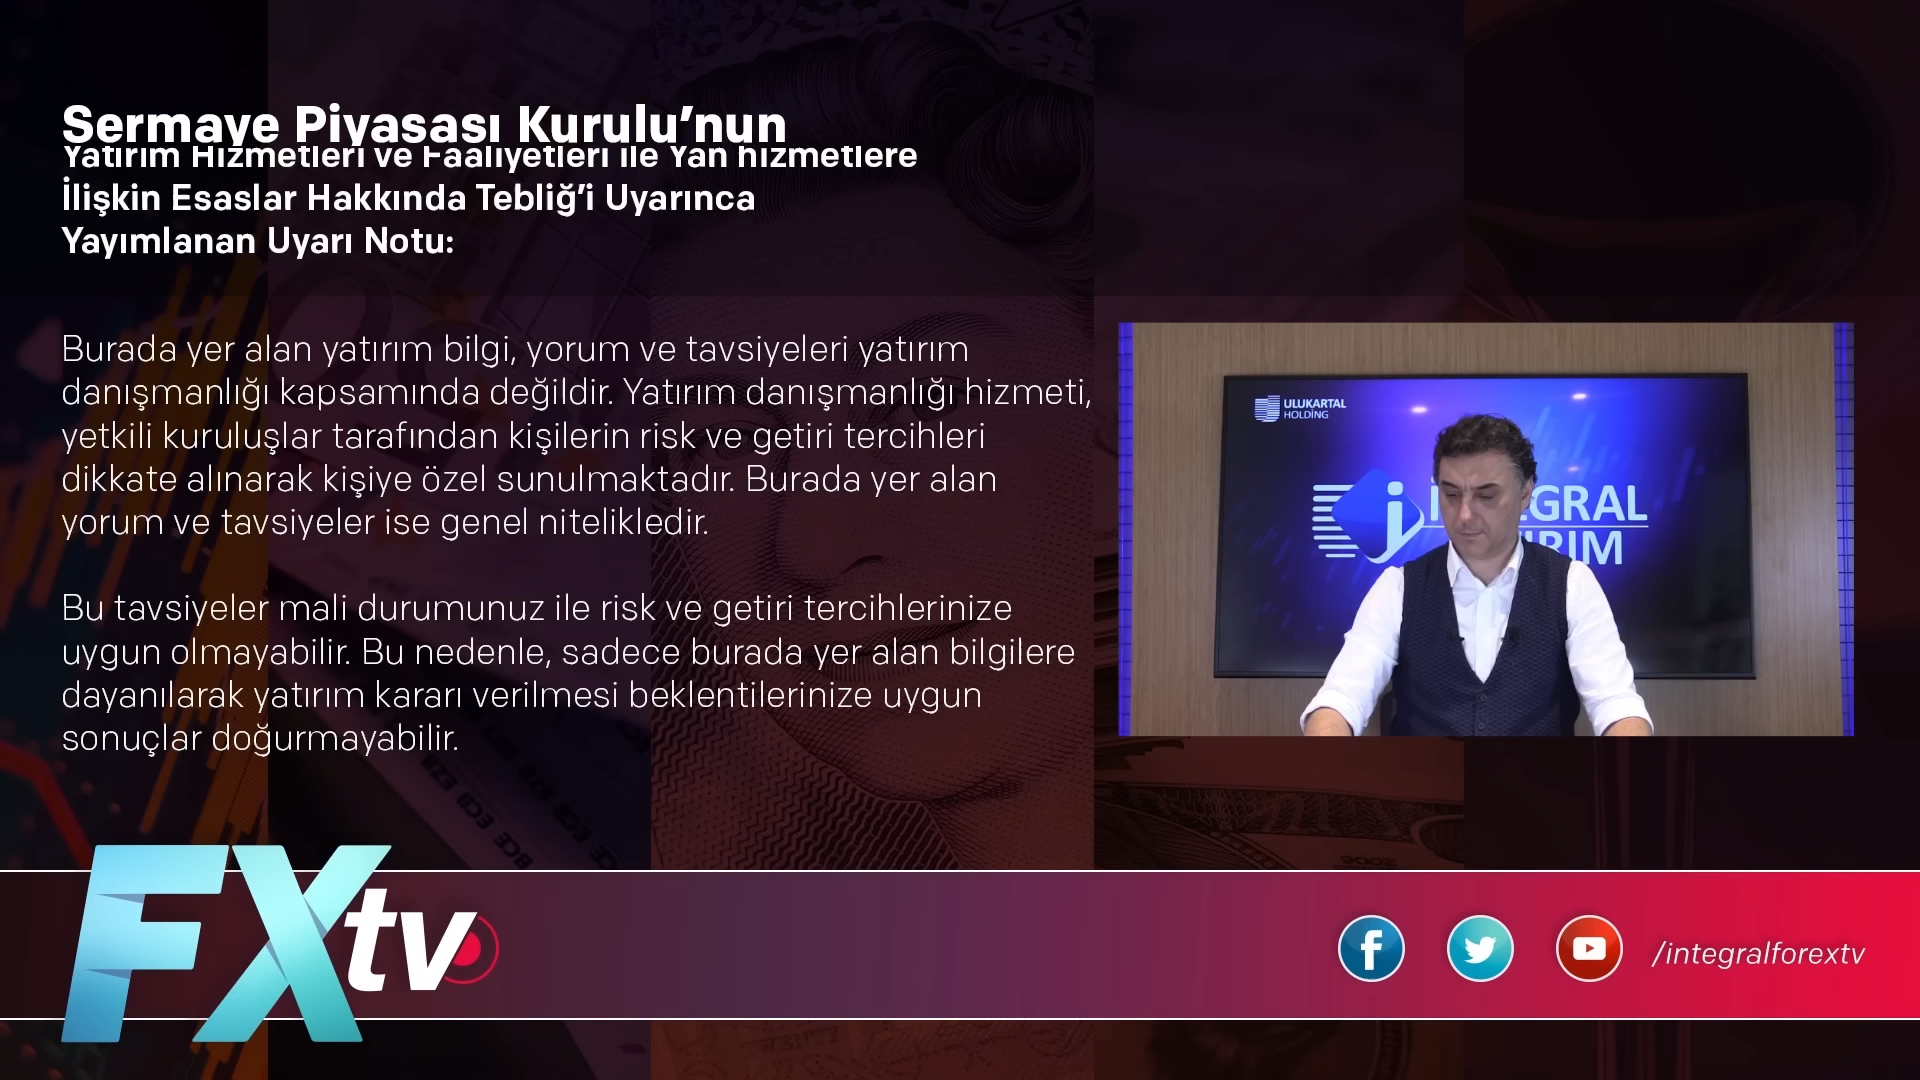 Sermaye Piyasası Kurulu’nun
Yatırım Hizmetleri ve Faaliyetleri ile Yan hizmetlere
İlişkin Esaslar Hakkında Tebliğ’i Uyarınca
Yayımlanan Uyarı Notu:
Burada yer alan yatırım bilgi, yorum ve tavsiyeleri yatırım
danışmanlığı kapsamında değildir. Yatırım danışmanlığı hizmeti,
yetkili kuruluşlar tarafından kişilerin risk ve getiri tercihleri
dikkate alınarak kişiye özel sunulmaktadır. Burada yer alan
yorum ve tavsiyeler ise genel nitelikledir.
Bu tavsiyeler mali durumunuz ile risk ve getiri tercihlerinize
uygun olmayabilir. Bu nedenle, sadece burada yer alan bilgilere
dayanılarak yatırım kararı verilmesi beklentilerinize uygun
sonuçlar doğurmayabilir.
ULUKARTAL
HOLDİNG
FXtv
/integralforextv